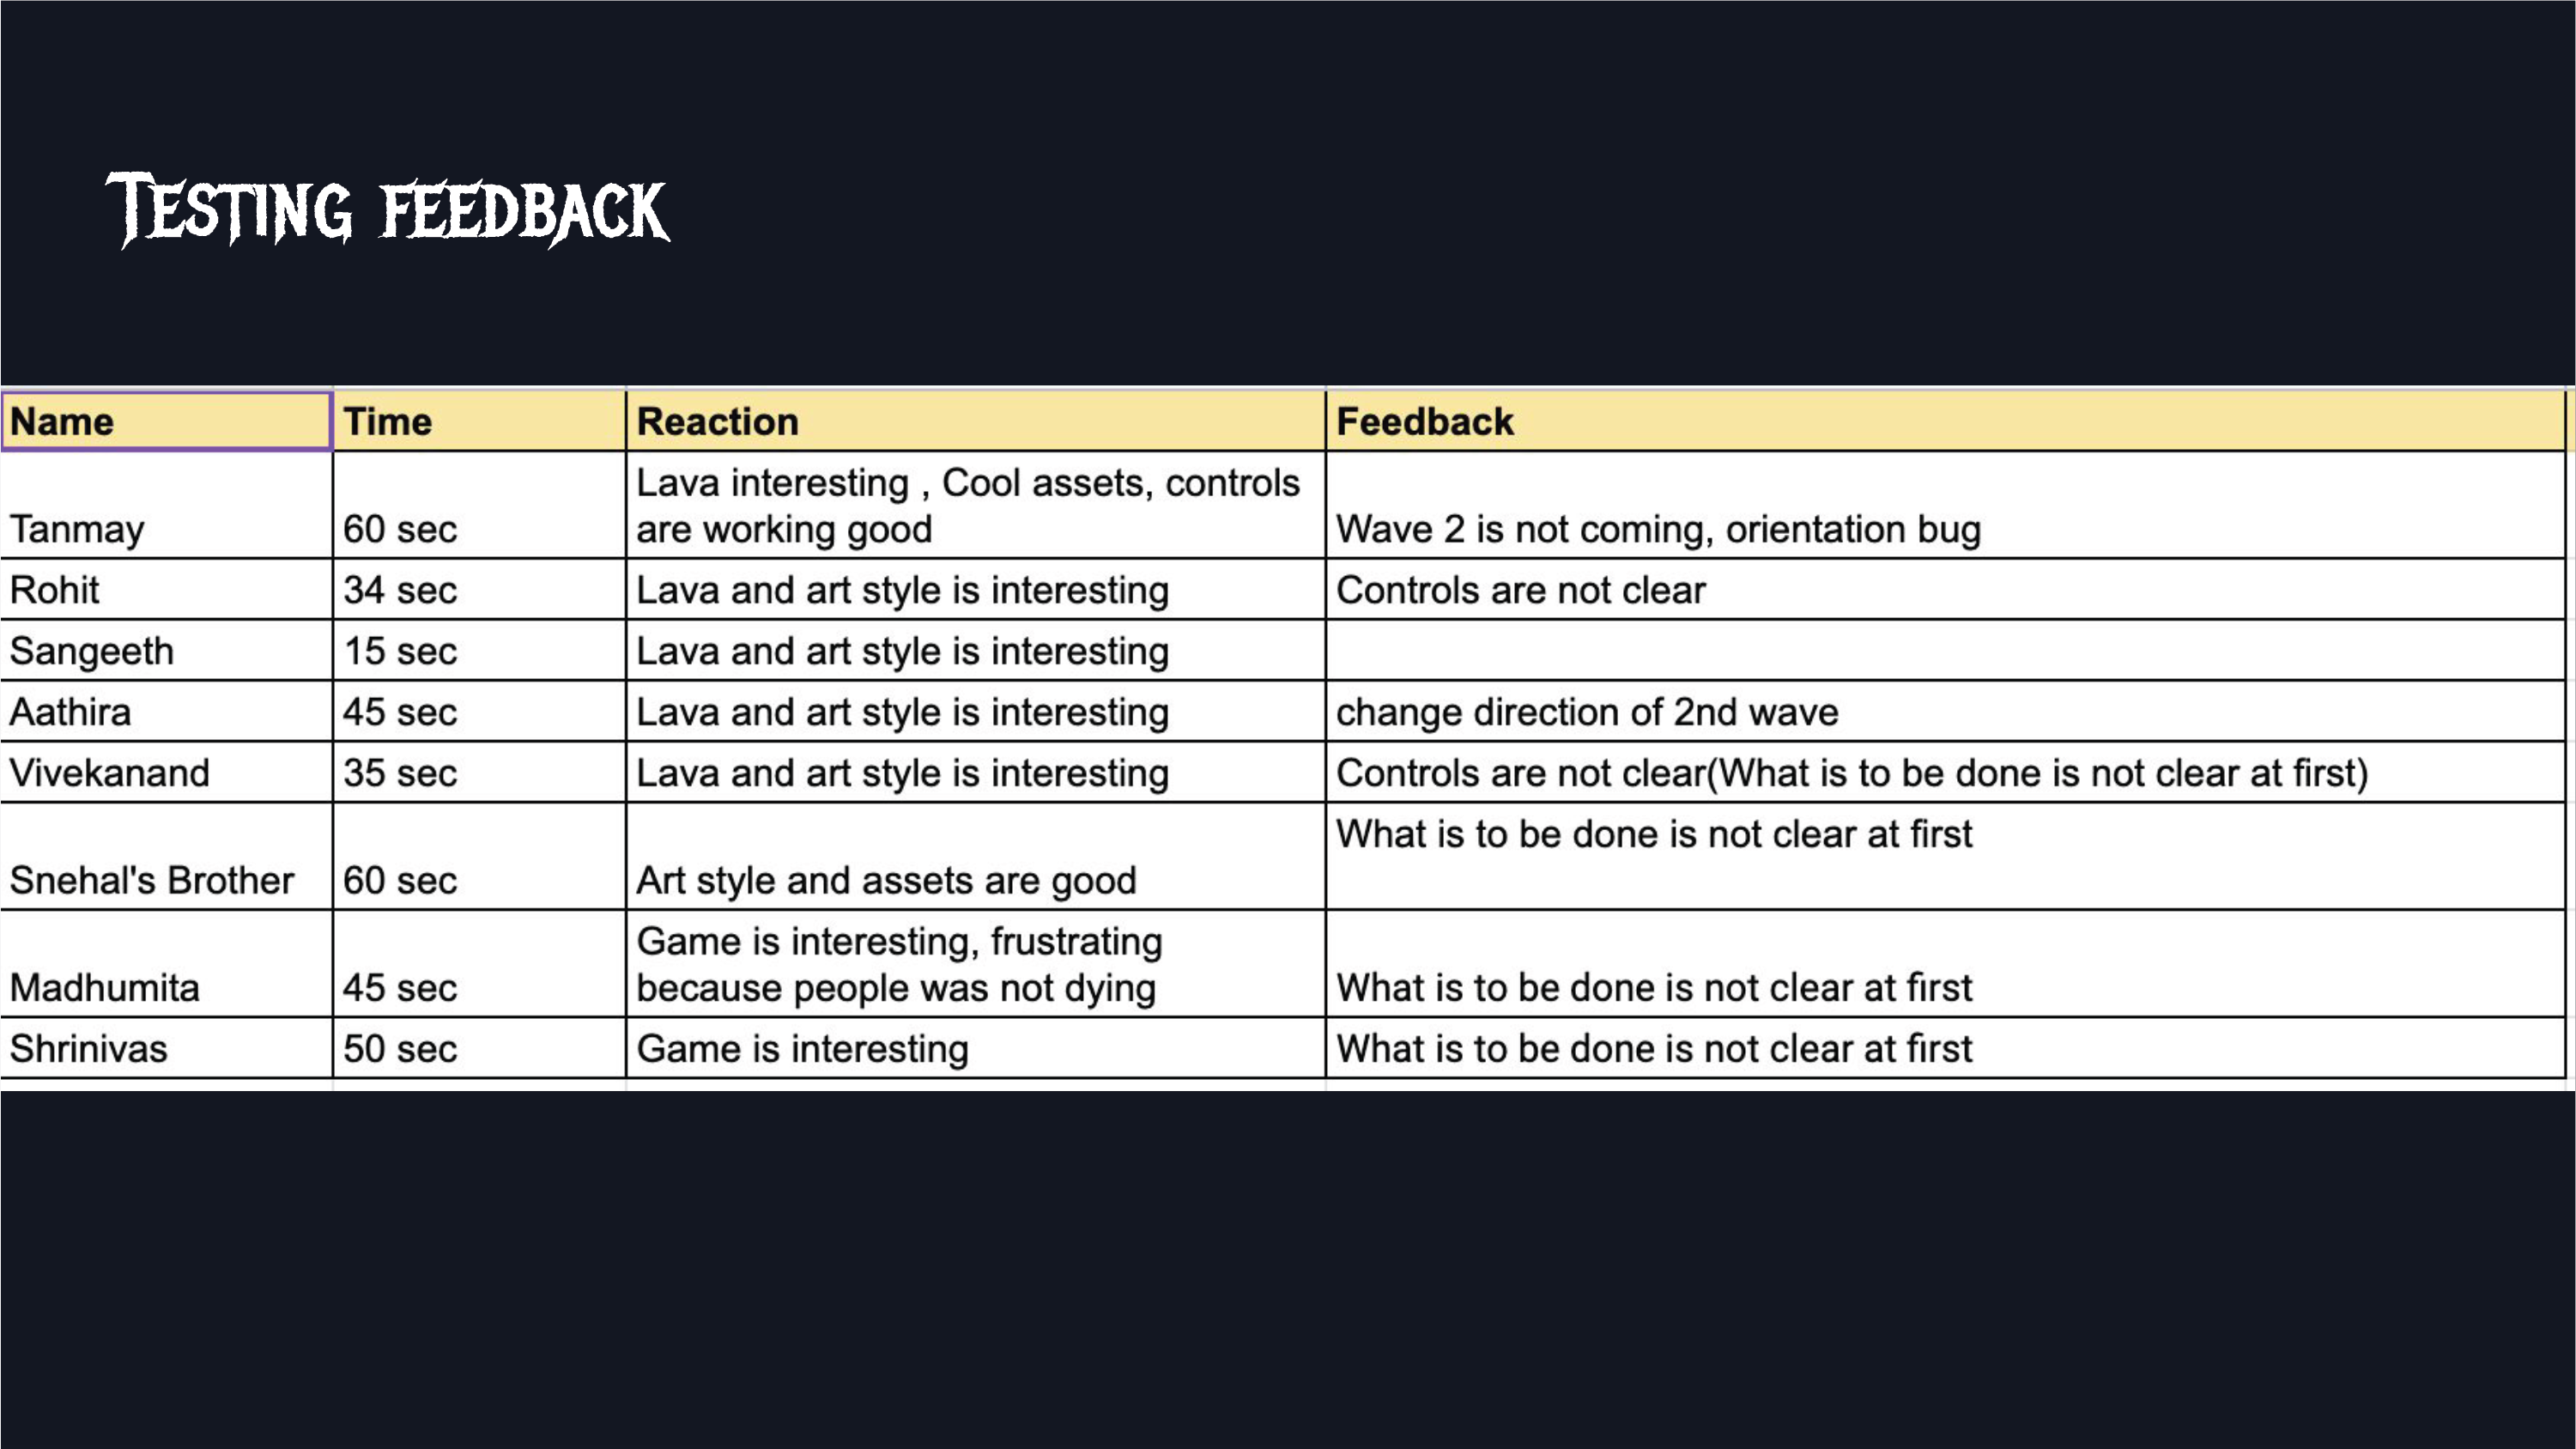 Testing feedback
Name Time Reaction Feedback
Lava interesting , Cool assets, controls
Tanmay 60 sec are working good Wave 2 is not coming, orientation bug
Rohit 34 sec Lava and art style is interesting Controls are not clear
Sangeeth 15 sec Lava and art style is interesting
Aathira 45 sec Lava and art style is interesting change direction of 2nd wave
Vivekanand 35 sec Lava and art style is interesting Controls are not clear(What is to be done is not clear at first)
What is to be done is not clear at first
Snehal's Brother 60 sec Art style and assets are good
Game is interesting, frustrating
Madhumita 45 sec because people was not dying What is to be done is not clear at first
Shrinivas 50 sec Game is interesting What is to be done is not clear at first